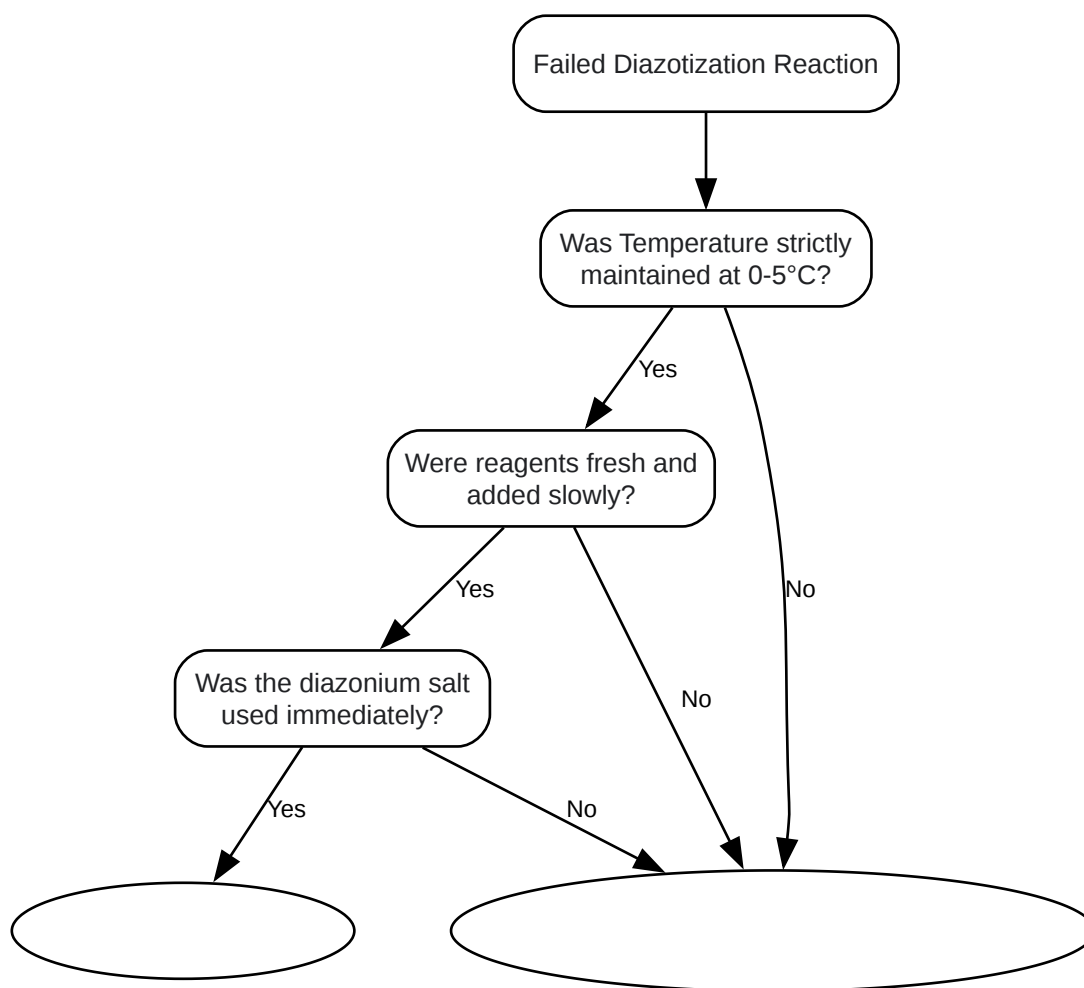 Failed Diazotization Reaction
Was Temperature strictly
maintained at 0-5°C?
Yes
Were reagents fresh and
added slowly?
Yes
No
Was the diazonium salt
used immediately?
No
Yes
No